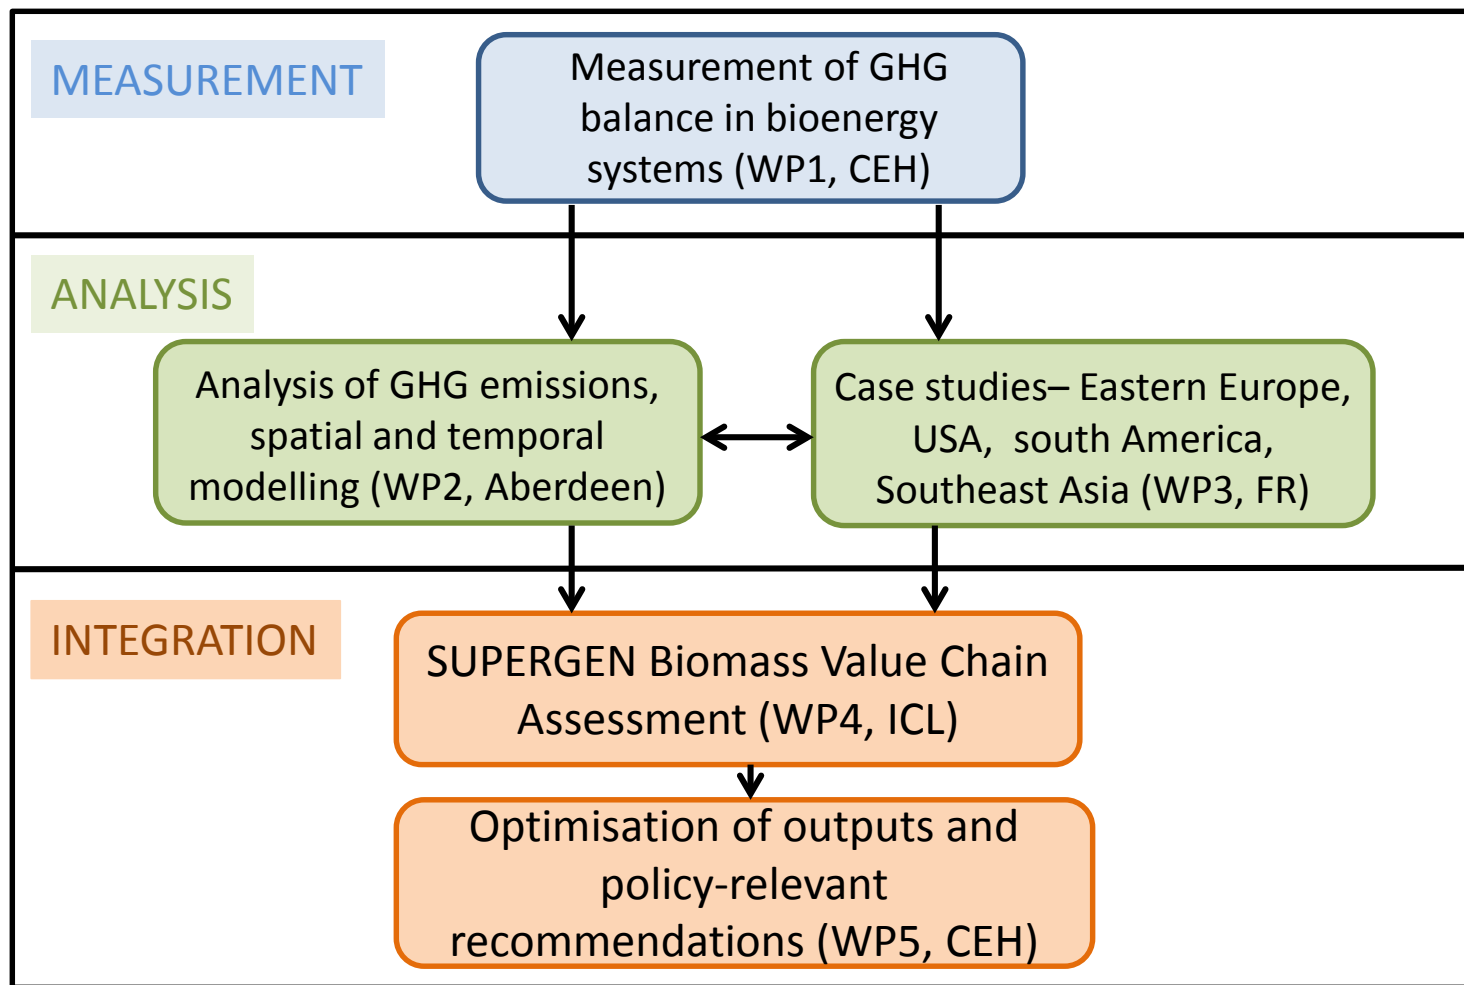 MEASUREMENT
Measurement of GHG
balance in bioenergy
systems (WP1, CEH)
ANALYSIS
Analysis of GHG emissions,
spatial and temporal
modelling (WP2, Aberdeen)
Case studies– Eastern Europe,
USA,  south America,
Southeast Asia (WP3, FR)
INTEGRATION
SUPERGEN Biomass Value Chain
Assessment (WP4, ICL)
Optimisation of outputs and
policy-relevant
recommendations (WP5, CEH)